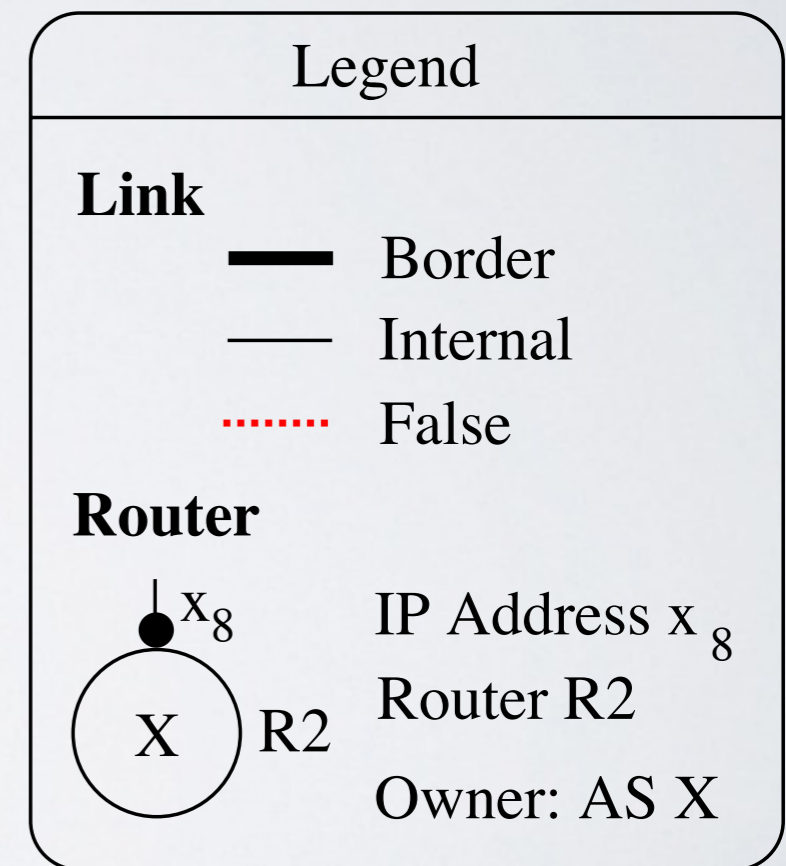 Legend
Link
Border
Internal
False
Router
x8 IP Address x 8
X R2 Router R2
Owner: AS X